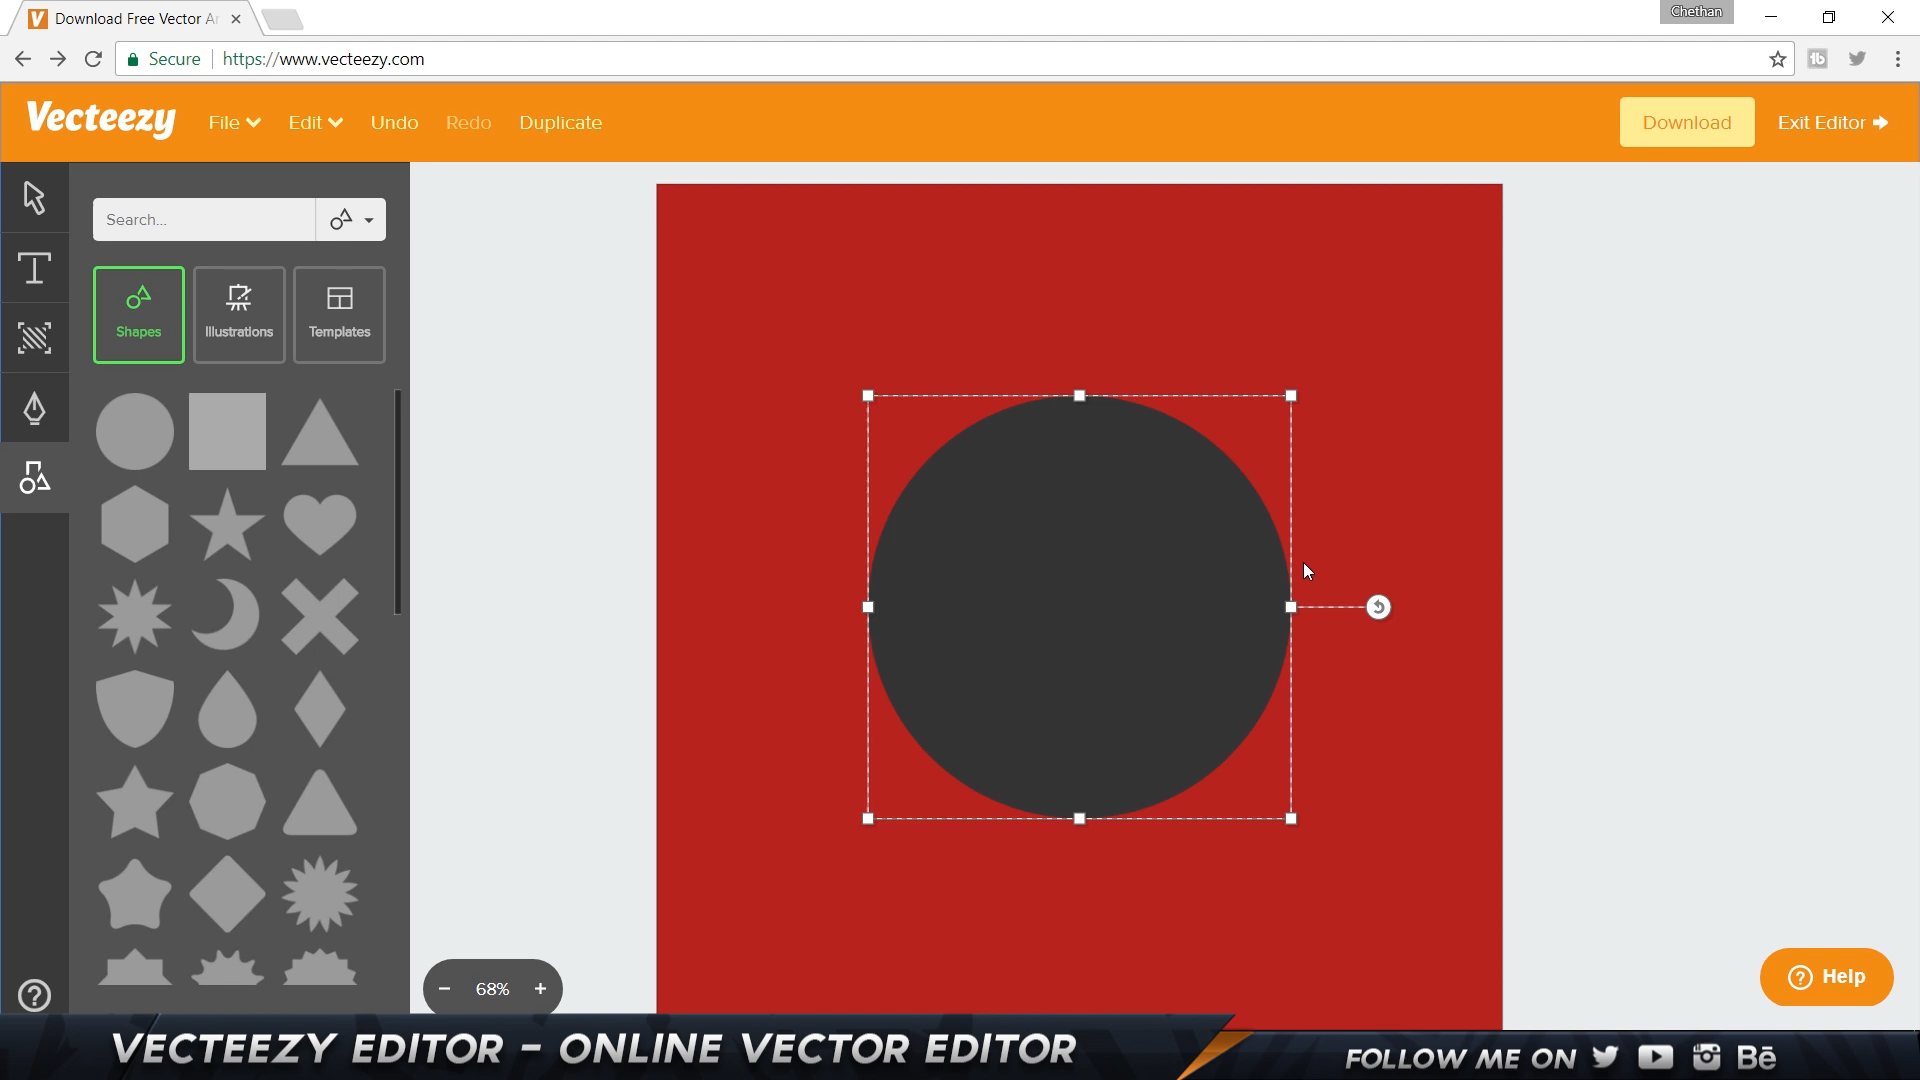 Download Free Vector Ar
Chethan
Secure
https://www.vecteezy.com
Vecteezy
File
Edit
Undo
Redo
Duplicate
Download
Exit Editor
Search...
Shapes
Illustrations
Templates
68%
Help
VECTEEZY EDITOR - ONLINE VECTOR EDITOR
FOLLOW ME ON
Bē